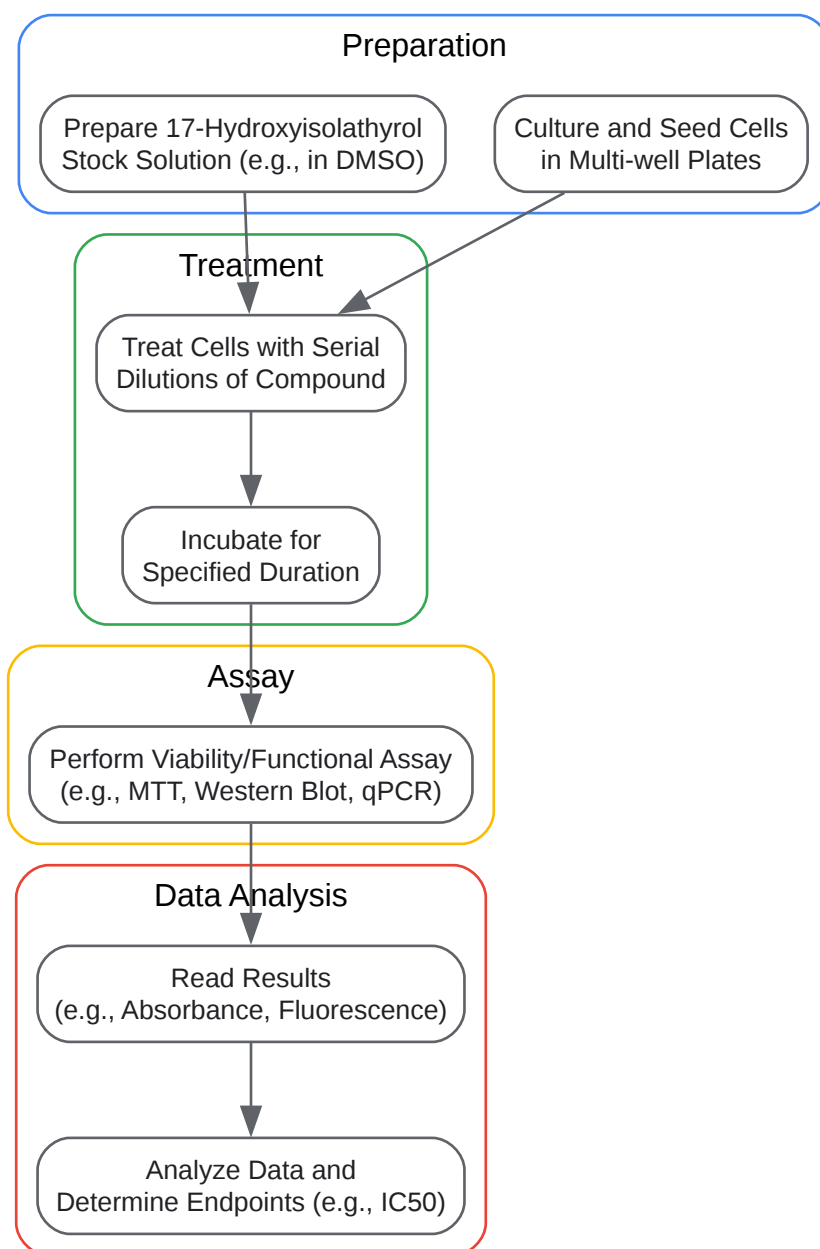 Preparation
Prepare 17-Hydroxyisolathyrol
Stock Solution (e.g., in DMSO)
Culture and Seed Cells
in Multi-well Plates
Treatment
Treat Cells with Serial
Dilutions of Compound
Incubate for
Specified Duration
Assay
Perform Viability/Functional Assay
(e.g., MTT, Western Blot, qPCR)
Data Analysis
Read Results
(e.g., Absorbance, Fluorescence)
Analyze Data and
Determine Endpoints (e.g., IC50)